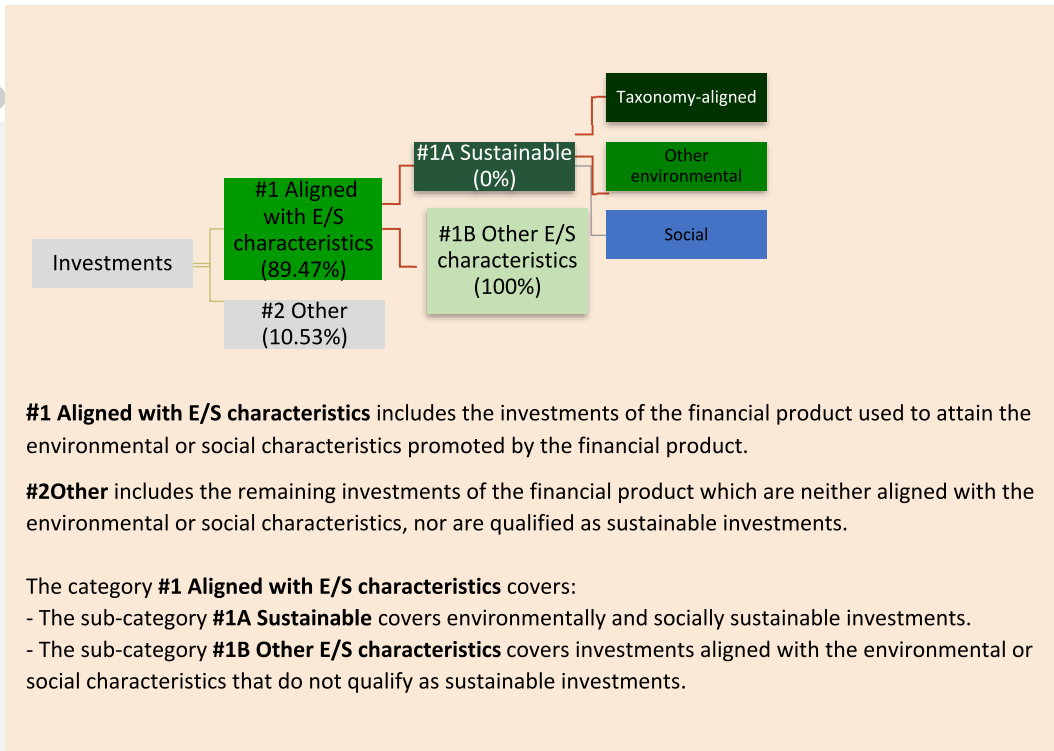 Taxonomy-aligned
#1A Sustainable
(0%)
Other
environmental
#1 Aligned
with E/S
characteristics
(89.47%)
#1B Other E/S
characteristics
(100%)
Social
Investments
#2 Other
(10.53%)
#1 Aligned with E/S characteristics includes the investments of the financial product used to attain the
environmental or social characteristics promoted by the financial product.
#2Other includes the remaining investments of the financial product which are neither aligned with the
environmental or social characteristics, nor are qualified as sustainable investments.
The category #1 Aligned with E/S characteristics covers:
- The sub-category #1A Sustainable covers environmentally and socially sustainable investments.
- The sub-category #1B Other E/S characteristics covers investments aligned with the environmental or
social characteristics that do not qualify as sustainable investments.